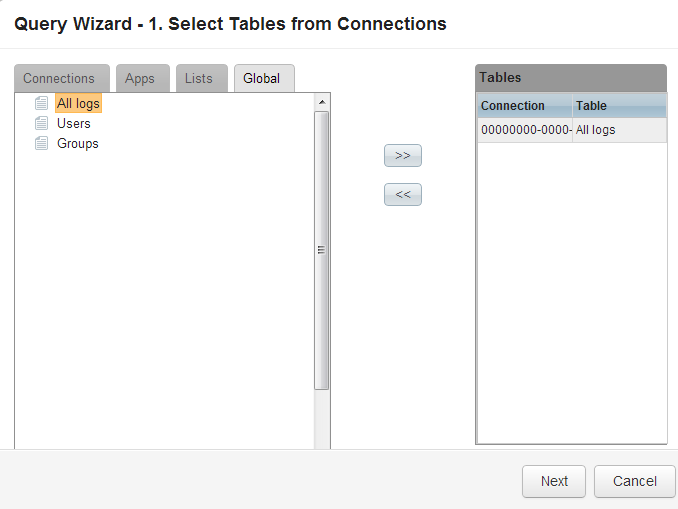 Query Wizard - 1. Select Tables from Connections
Connections Apps Lists Global
All logs
Users
Groups
>>
<<
Tables
Connection Table
00000000-0000- All logs
Next Cancel